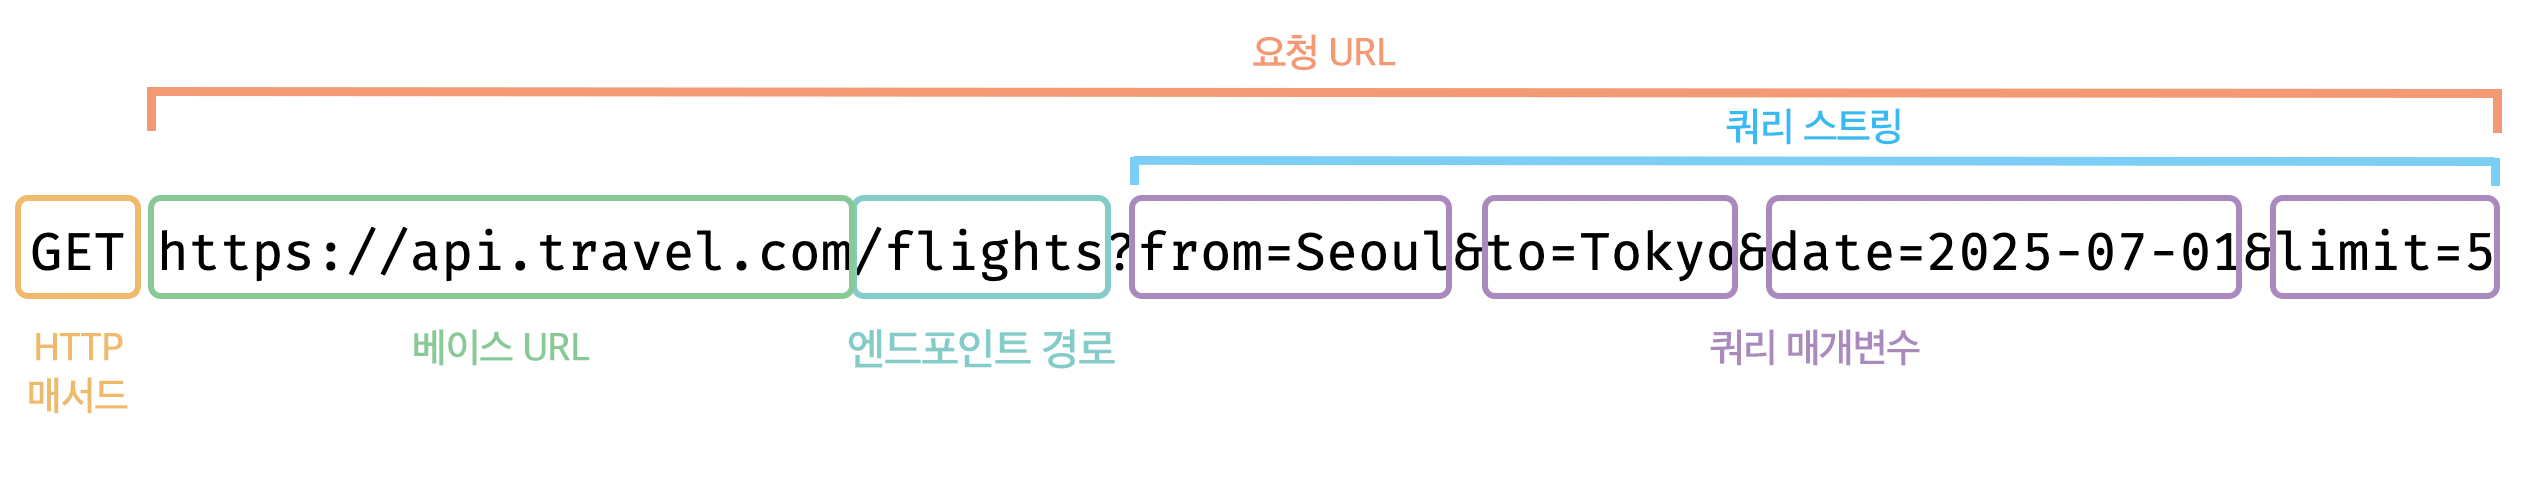 요청 URL
쿼리 스트링
GET https://api.travel.com/flights?from=Seoul&to=Tokyo&date=2025-07-01&limit=5
HTTP
매서드
베이스 URL
엔드포인트 경로
쿼리 매개변수